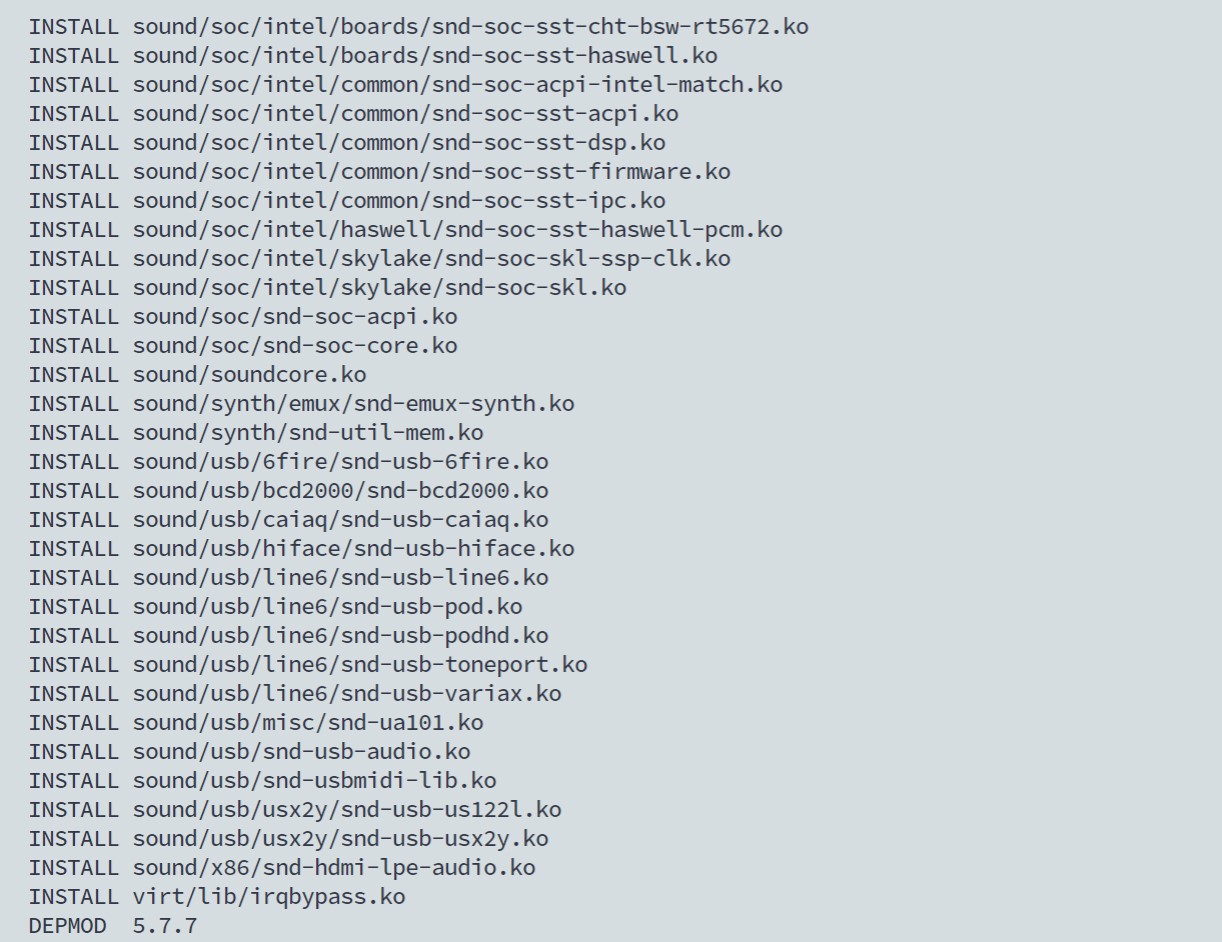 INSTALL sound/soc/intel/boards/snd-soc-sst-cht-bsw-rt5672.ko
INSTALL sound/soc/intel/boards/snd-soc-sst-haswell.ko
INSTALL sound/soc/intel/common/snd-soc-acpi-intel-match.ko
INSTALL sound/soc/intel/common/snd-soc-sst-acpi.ko
INSTALL sound/soc/intel/common/snd-soc-sst-dsp.ko
INSTALL sound/soc/intel/common/snd-soc-sst-firmware.ko
INSTALL sound/soc/intel/common/snd-soc-sst-ipc.ko
INSTALL sound/soc/intel/haswell/snd-soc-sst-haswell-pcm.ko
INSTALL sound/soc/intel/skylake/snd-soc-skl-ssp-clk.ko
INSTALL sound/soc/intel/skylake/snd-soc-skl.ko
INSTALL sound/soc/snd-soc-acpi.ko
INSTALL sound/soc/snd-soc-core.ko
INSTALL sound/soundcore.ko
INSTALL sound/synth/emux/snd-emux-synth.ko
INSTALL sound/synth/snd-util-mem.ko
INSTALL sound/usb/6fire/snd-usb-6fire.ko
INSTALL sound/usb/bcd2000/snd-bcd2000.ko
INSTALL sound/usb/caiaq/snd-usb-caiaq.ko
INSTALL sound/usb/hiface/snd-usb-hiface.ko
INSTALL sound/usb/line6/snd-usb-line6.ko
INSTALL sound/usb/line6/snd-usb-pod.ko
INSTALL sound/usb/line6/snd-usb-podhd.ko
INSTALL sound/usb/line6/snd-usb-toneport.ko
INSTALL sound/usb/line6/snd-usb-variax.ko
INSTALL sound/usb/misc/snd-ua101.ko
INSTALL sound/usb/snd-usb-audio.ko
INSTALL sound/usb/snd-usbmidi-lib.ko
INSTALL sound/usb/usx2y/snd-usb-us122l.ko
INSTALL sound/usb/usx2y/snd-usb-usx2y.ko
INSTALL sound/x86/snd-hdmi-lpe-audio.ko
INSTALL virt/lib/irqbypass.ko
DEPMOD  5.7.7